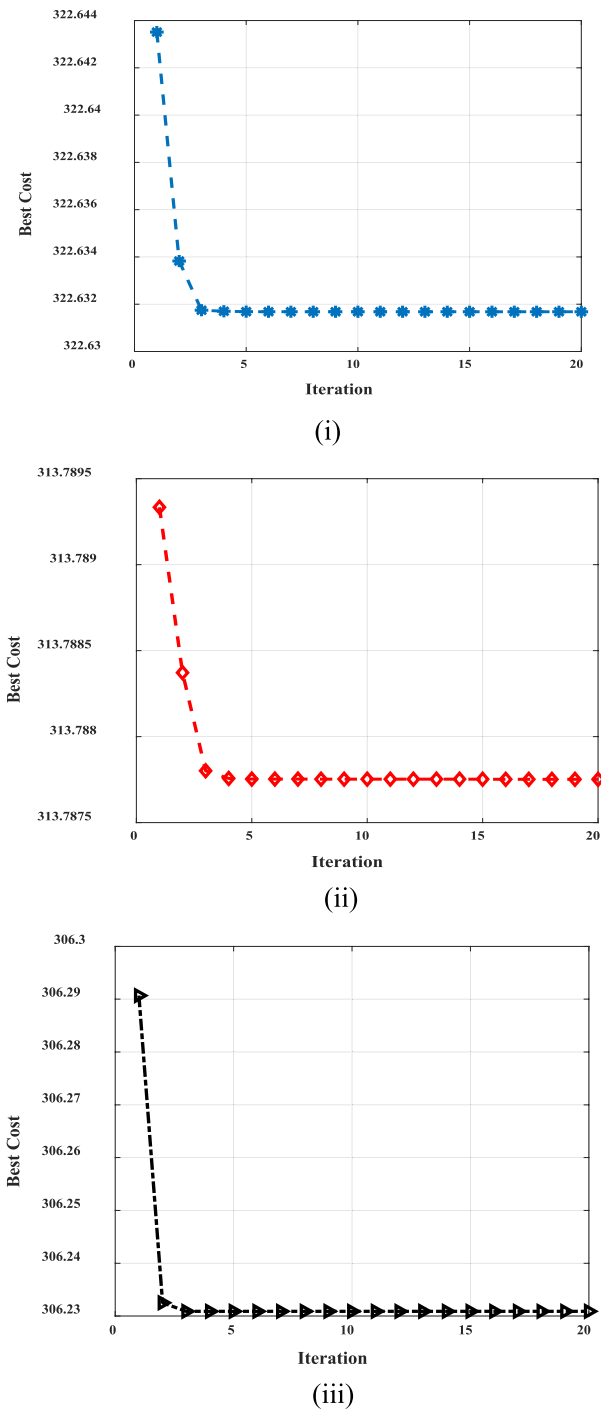 322.644
322.642
322.64
322.638
322.636
322.634
322.632
322.63
Best Cost
0 5 10 15 20
Iteration
(i)
313.7895
313.789
313.7885
313.788
313.7875
Best Cost
0 5 10 15 20
Iteration
(ii)
306.3
306.29
306.28
306.27
306.26
306.25
306.24
306.23
Best Cost
0 5 10 15 20
Iteration
(iii)